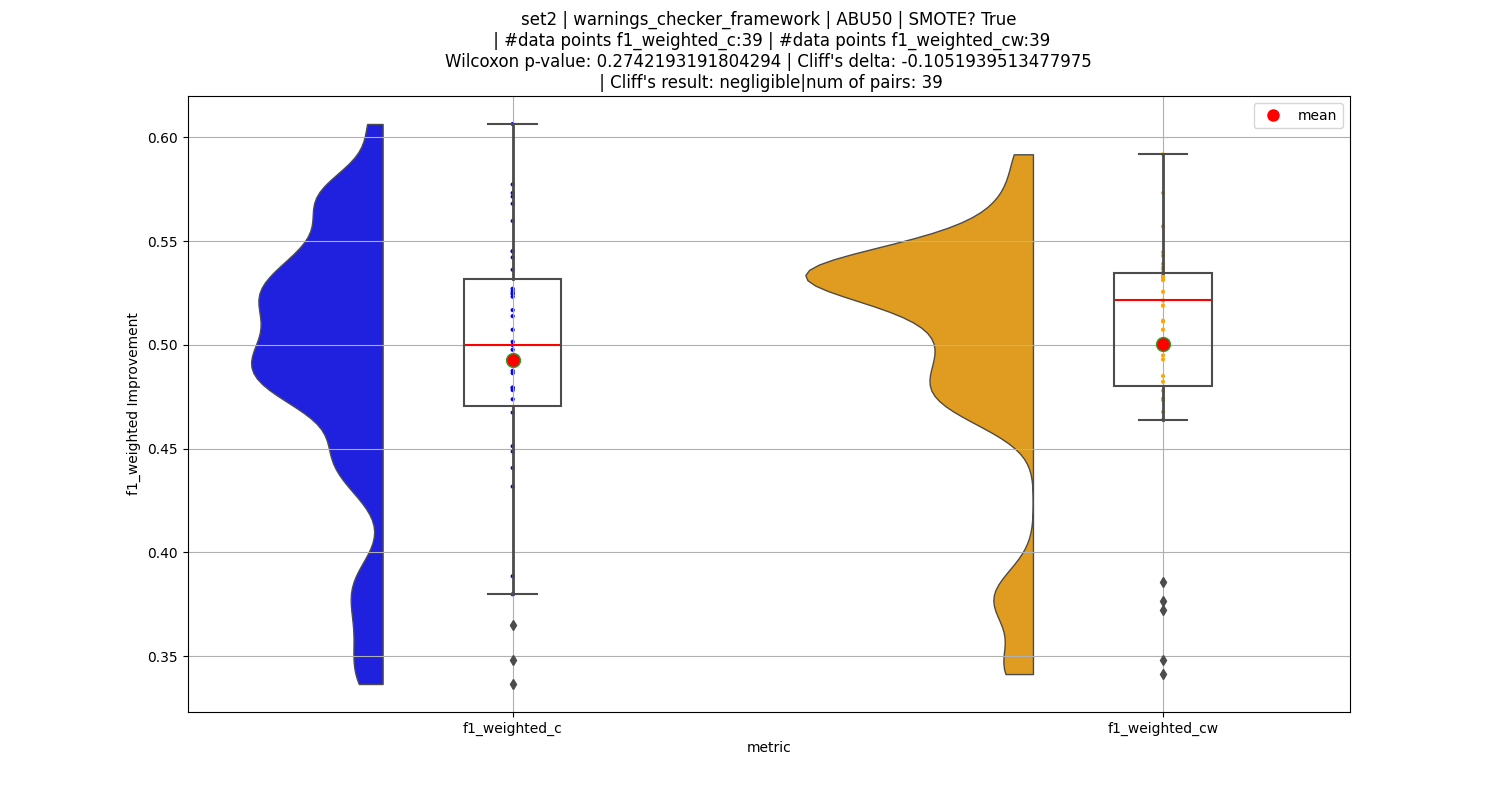 set2 | warnings_checker_framework | ABU50 | SMOTE? True
| #data points f1_weighted_c:39 | #data points f1_weighted_cw:39
Wilcoxon p-value: 0.2742193191804294 | Cliff's delta: -0.1051939513477975
| Cliff's result: negligible|num of pairs: 39
mean
0.60
0.55
0.50
0.45
0.40
0.35
f1_weighted Improvement
f1_weighted_c
f1_weighted_cw
metric